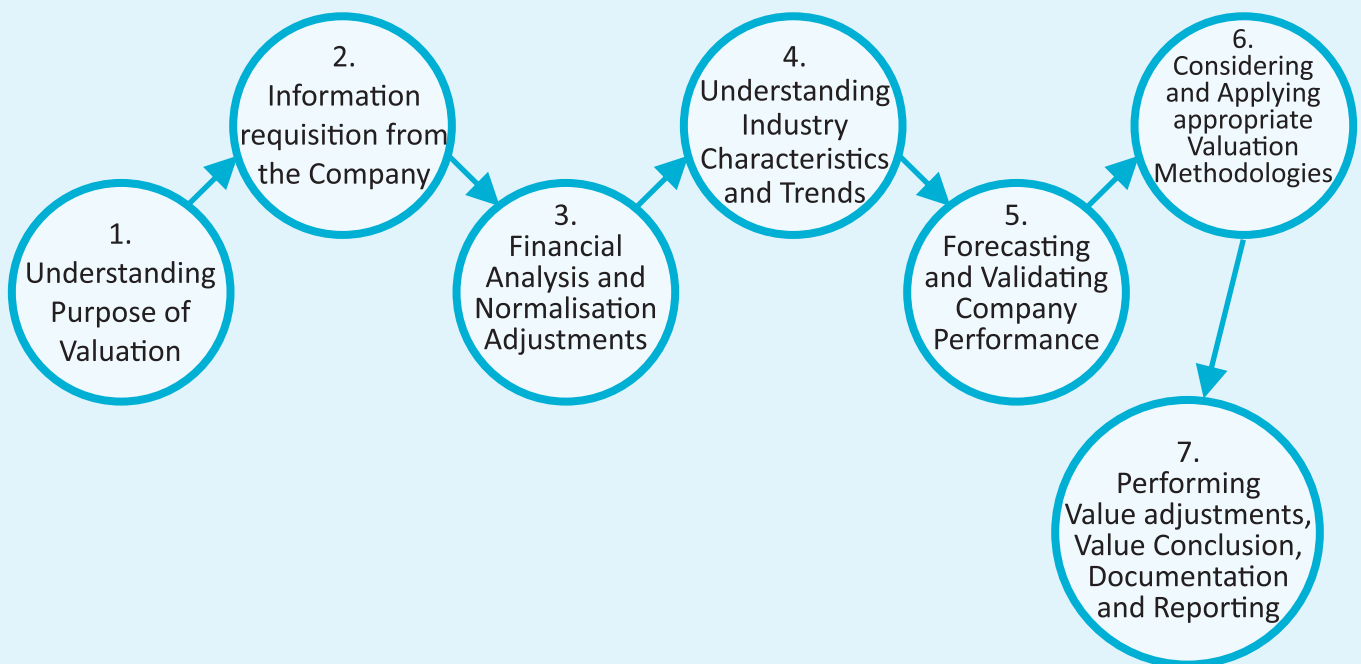 1.
Understanding
Purpose of
Valuation
2.
Information
requisition from
the Company
3.
Financial
Analysis and
Normalisation
Adjustments
4.
Understanding
Industry
Characteristics
and Trends
5.
Forecasting
and Validating
Company
Performance
6.
Considering
and Applying
appropriate
Valuation
Methodologies
7.
Performing
Value adjustments,
Value Conclusion,
Documentation
and Reporting